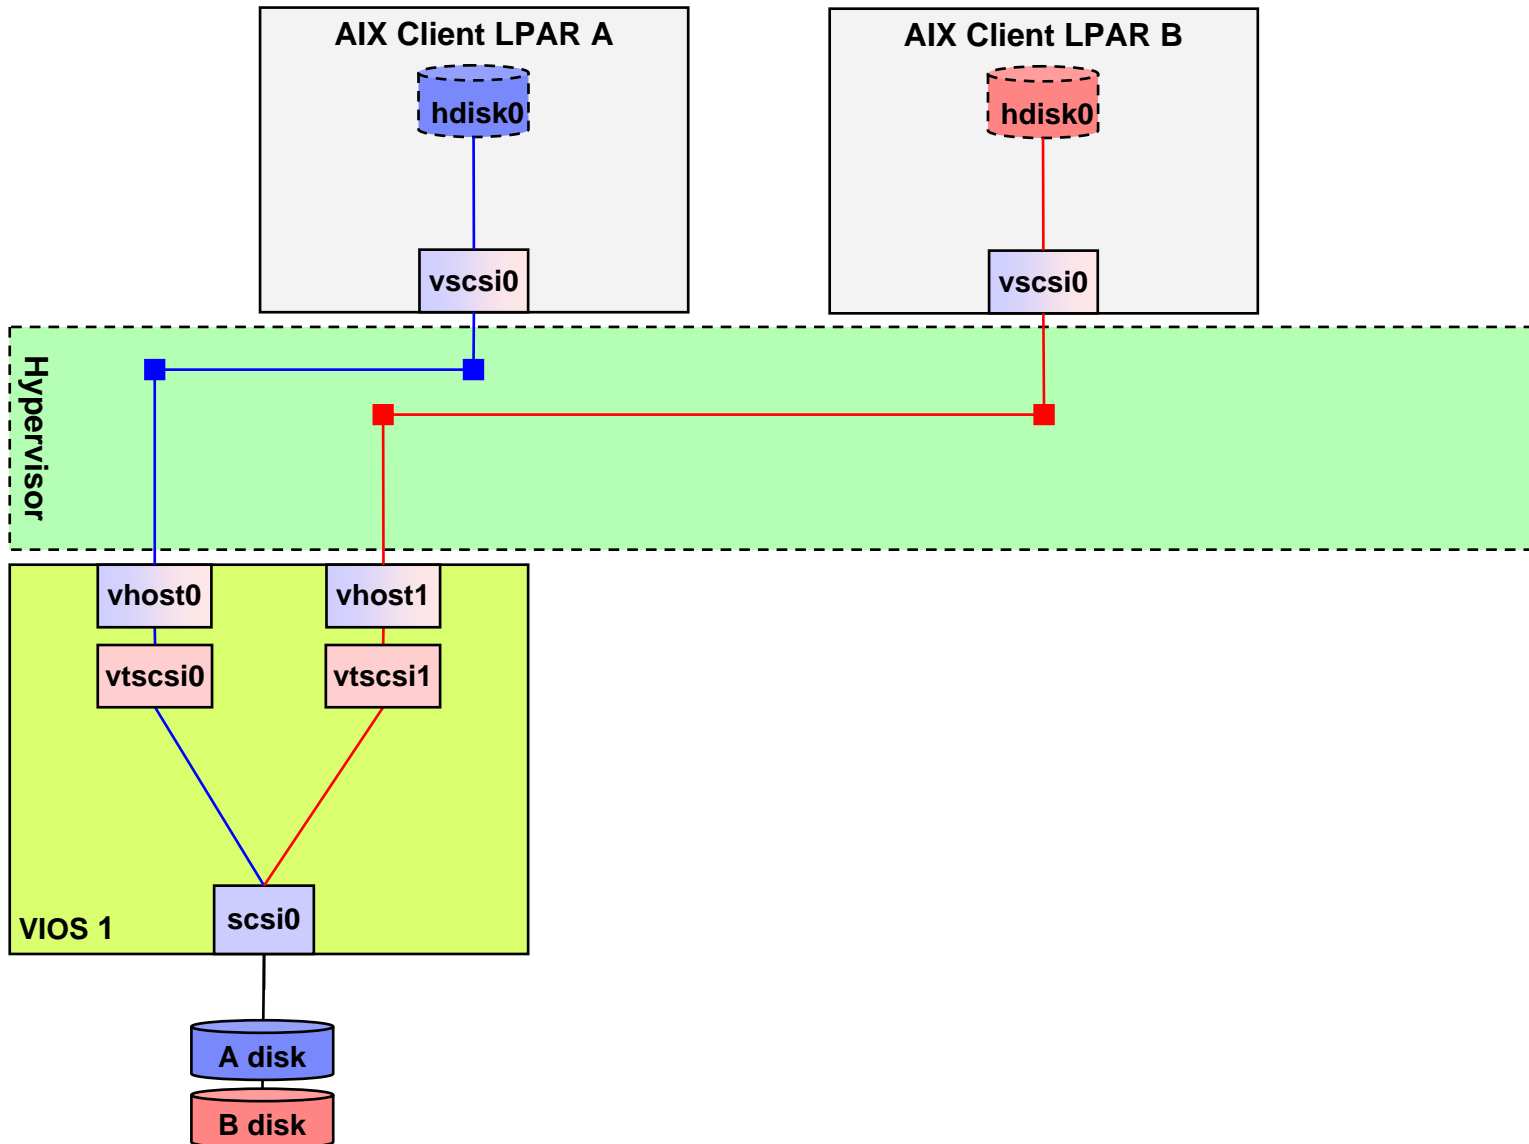 AIX Client LPAR A
AIX Client LPAR B
hdisk0
hdisk0
vscsi0
vscsi0
Hypervisor
vhost0
vhost1
vtscsi0
vtscsi1
scsi0
VIOS 1
A disk
B disk